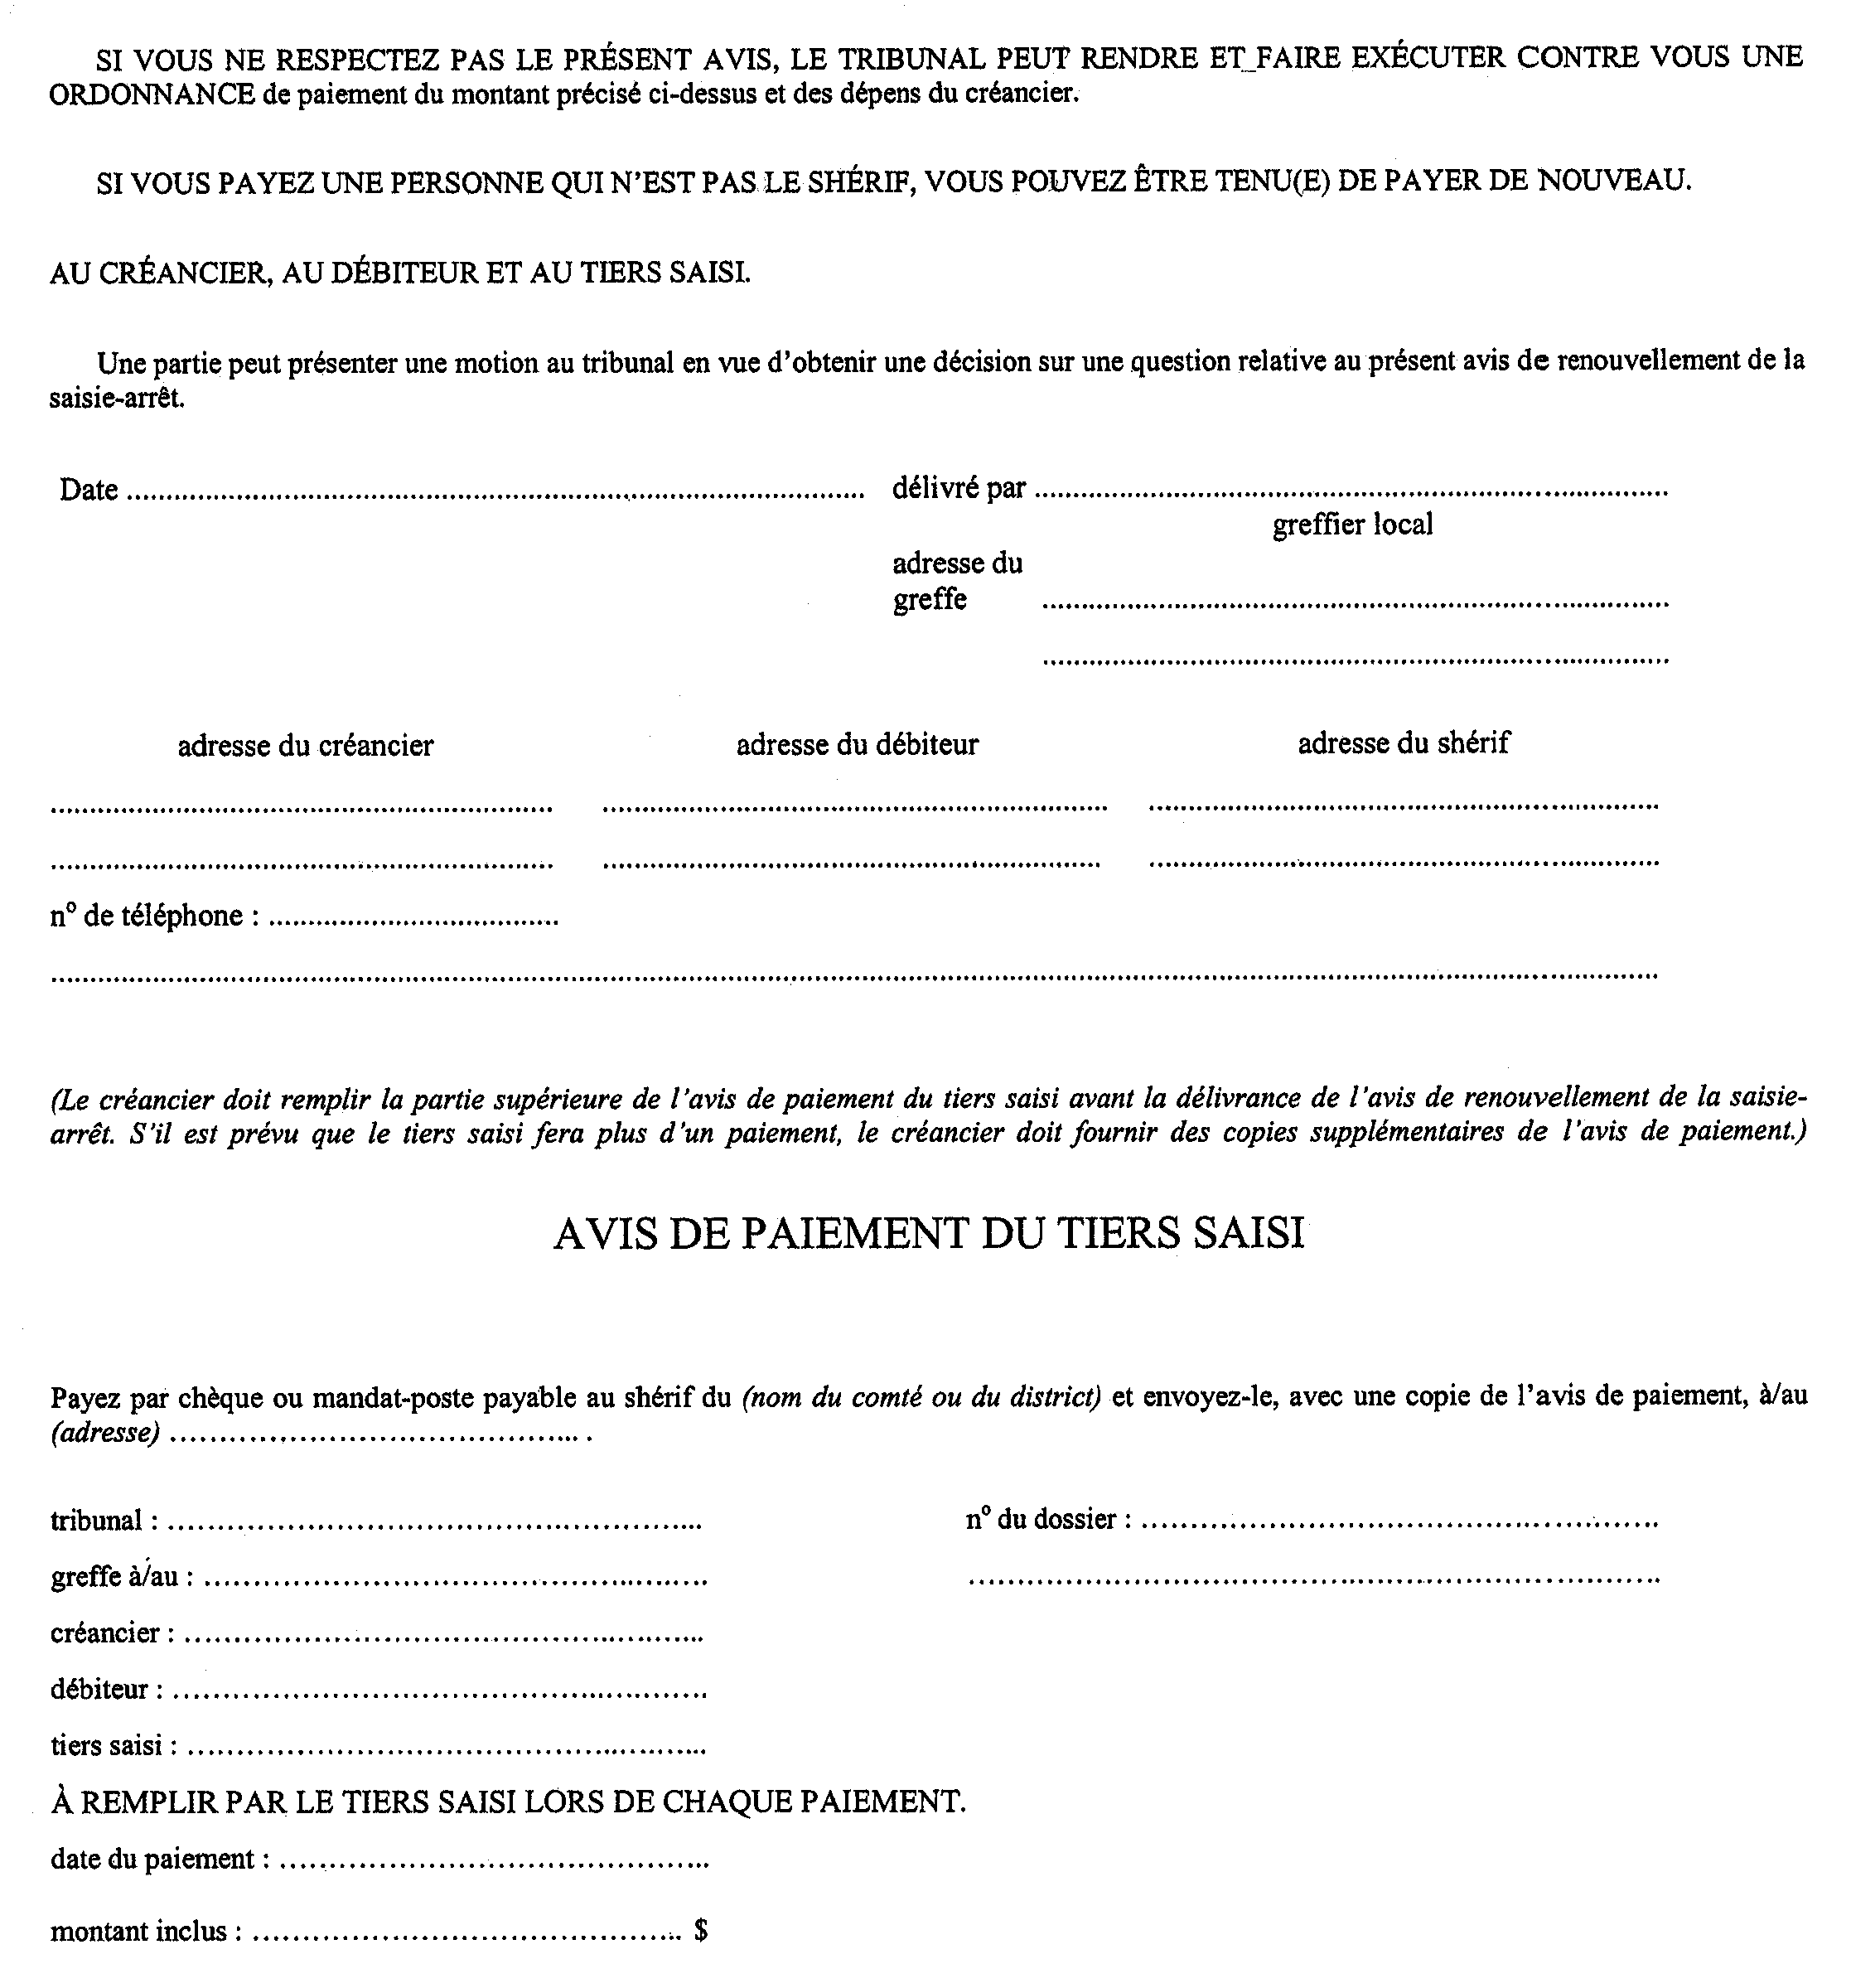 SI VOUS NE RESPECTEZ PAS LE PRÉSENT AVIS, LE TRIBUNAL PEUT RENDRE ET_FAIRE EXÉCUTER CONTRE VOUS UNE
ORDONNANCE de paiement du montant précisé ci-dessus et des dépens du créancier.
SI VOUS PAYEZ UNE PERSONNE QUI N'EST PAS LE SHÉRIF, VOUS POUVEZ ÊTRE TENU(E) DE PAYER DE NOUVEAU.
AU CRÉANCIER, AU DÉBITEUR ET AU TIERS SAISI.
Une partie peut présenter une motion au tribunal en vue d'obtenir une décision sur une question relative au présent avis de renouvellement de la
saisie-arrêt.
Date ........................................ délivré par ........................................
greffier local
adresse du
greffe ........................................
........................................
adresse du créancier adresse du débiteur adresse du shérif
........................................ ........................................ ........................................
........................................ ........................................ ........................................
nº de téléphone : ........................................
........................................
(Le créancier doit remplir la partie supérieure de l'avis de paiement du tiers saisi avant la délivrance de l'avis de renouvellement de la saisie-
arrêt. S'il est prévu que le tiers saisi fera plus d'un paiement, le créancier doit fournir des copies supplémentaires de l'avis de paiement.)
AVIS DE PAIEMENT DU TIERS SAISI
Payez par chèque ou mandat-poste payable au shérif du (nom du comté ou du district) et envoyez-le, avec une copie de l'avis de paiement, à/au
(adresse) ........................................ .
tribunal : ........................................ nº du dossier : ........................................
greffe à/au : ........................................ ........................................
créancier : ........................................
débiteur : ........................................
tiers saisi : ........................................
À REMPLIR PAR LE TIERS SAISI LORS DE CHAQUE PAIEMENT.
date du paiement : ........................................
montant inclus : ........................................ $